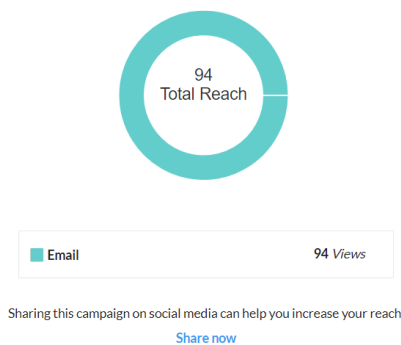 94
Total Reach
Email 94 Views
Sharing this campaign on social media can help you increase your reach
Share now